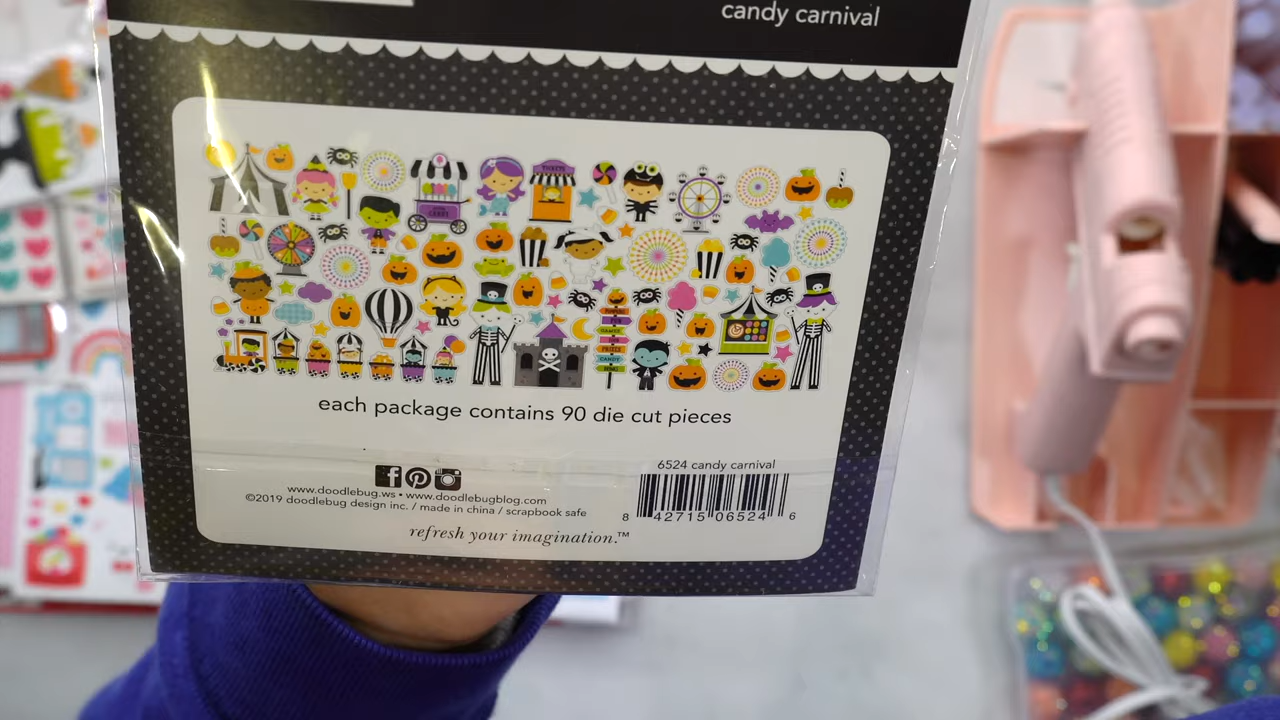 candy carnival
each package contains 90 die cut pieces
6524 candy carnival
www.doodlebug.ws • www.doodlebugblog.com
©2019 doodlebug design inc. / made in china / scrapbook safe
8 42715 06524 6
refresh your imagination.™